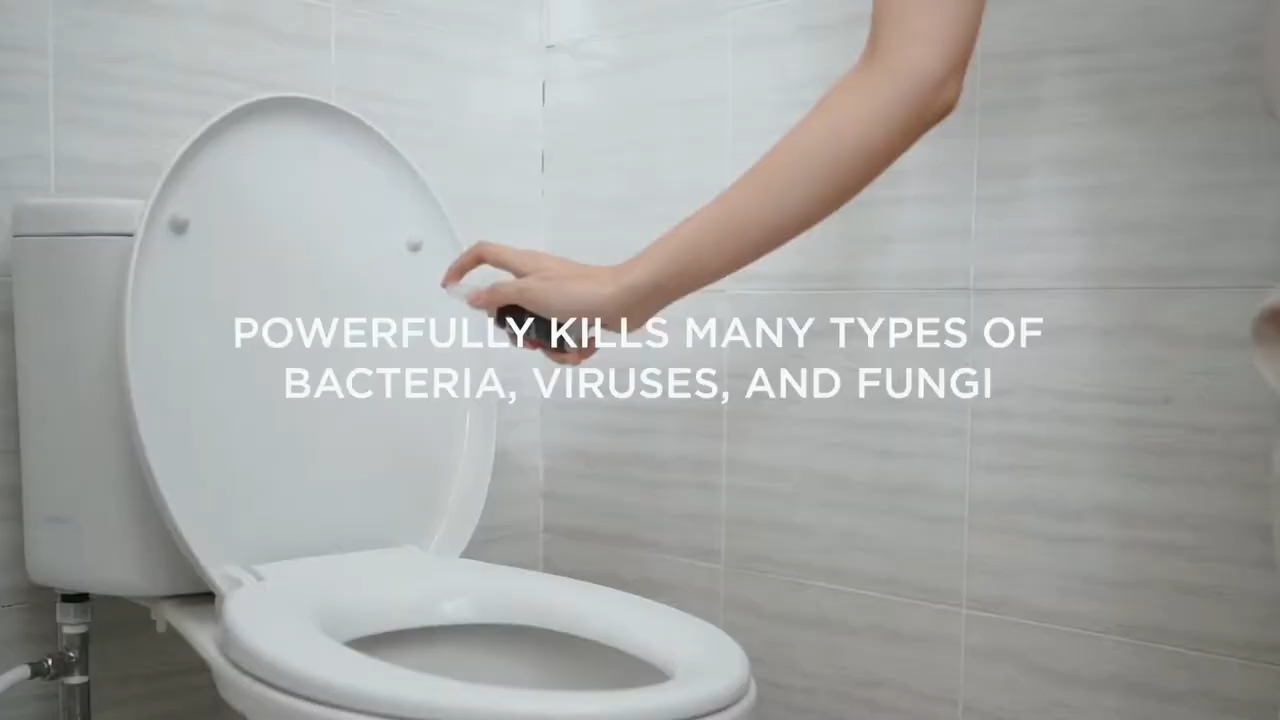 POWERFULLY KILLS MANY TYPES OF
BACTERIA, VIRUSES, AND FUNGI